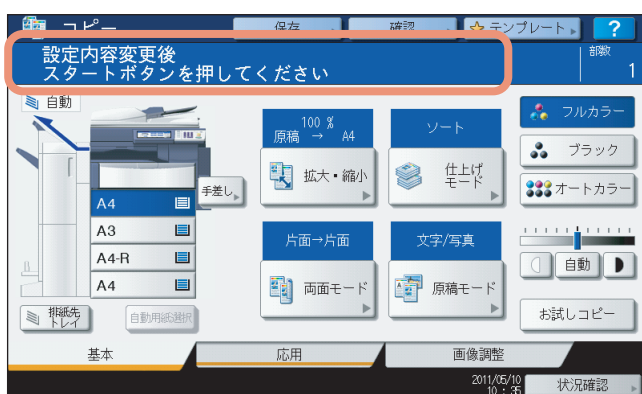 コピー
保存
確認
テンプレート
?
設定内容変更後
スタートボタンを押してください
部数
1
自動
100 %
原稿 → A4
ソート
フルカラー
拡大・縮小
仕上げ
モード
ブラック
手差し
オートカラー
A4
A3
A4-R
A4
片面→片面
文字/写真
自動
両面モード
原稿モード
排紙先
トレイ
自動用紙選択
お試しコピー
基本
応用
画像調整
2011/05/10
10:35
状況確認